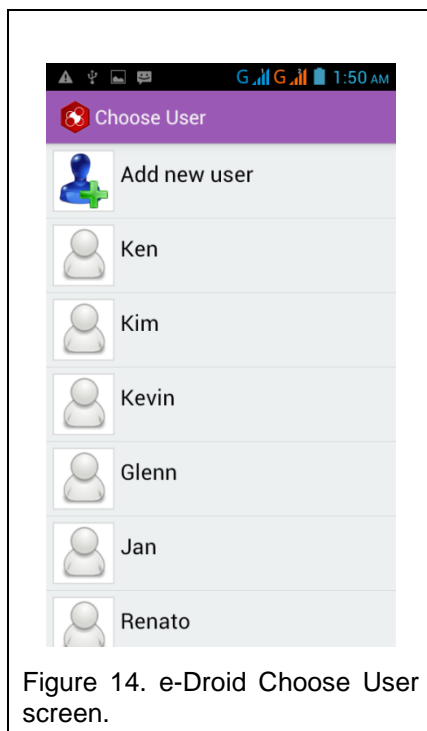 G G 1:50 AM
Choose User
Add new user
Ken
Kim
Kevin
Glenn
Jan
Renato
Figure 14. e-Droid Choose User
screen.